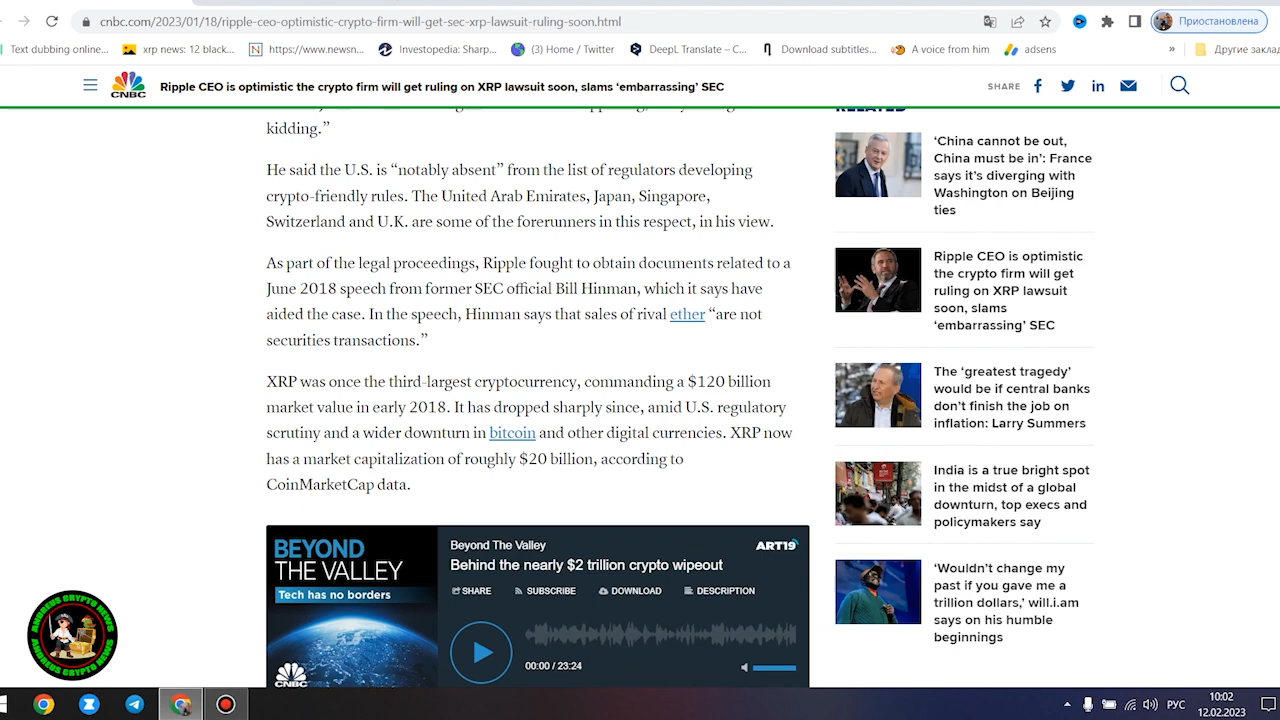 cnbc.com/2023/01/18/ripple-ceo-optimistic-crypto-firm-will-get-sec-xrp-lawsuit-ruling-soon.html
Приостановлена
Text dubbing online...
xrp news: 12 black...
https://www.newsn...
Investopedia: Sharp...
(3) Home / Twitter
DeepL Translate – C...
Download subtitles...
A voice from him
adsens
»
Другие заклад
CNBC
Ripple CEO is optimistic the crypto firm will get ruling on XRP lawsuit soon, slams ‘embarrassing’ SEC
SHARE
kidding.”
He said the U.S. is “notably absent” from the list of regulators developing
crypto-friendly rules. The United Arab Emirates, Japan, Singapore,
Switzerland and U.K. are some of the forerunners in this respect, in his view.
As part of the legal proceedings, Ripple fought to obtain documents related to a
June 2018 speech from former SEC official Bill Hinman, which it says have
aided the case. In the speech, Hinman says that sales of rival ether “are not
securities transactions.”
XRP was once the third-largest cryptocurrency, commanding a $120 billion
market value in early 2018. It has dropped sharply since, amid U.S. regulatory
scrutiny and a wider downturn in bitcoin and other digital currencies. XRP now
has a market capitalization of roughly $20 billion, according to
CoinMarketCap data.
BEYOND
THE VALLEY
Tech has no borders
CNBC
Beyond The Valley
ART19
Behind the nearly $2 trillion crypto wipeout
SHARE
SUBSCRIBE
DOWNLOAD
DESCRIPTION
00:00 / 23:24
RELATED
‘China cannot be out,
China must be in’: France
says it’s diverging with
Washington on Beijing
ties
Ripple CEO is optimistic
the crypto firm will get
ruling on XRP lawsuit
soon, slams
‘embarrassing’ SEC
The ‘greatest tragedy’
would be if central banks
don’t finish the job on
inflation: Larry Summers
India is a true bright spot
in the midst of a global
downturn, top execs and
policymakers say
‘Wouldn’t change my
past if you gave me a
trillion dollars,’ will.i.am
says on his humble
beginnings
ANDREUS CRYPTO NEWS
ANDREUS CRYPTO NEWS
РУС
10:02
12.02.2023